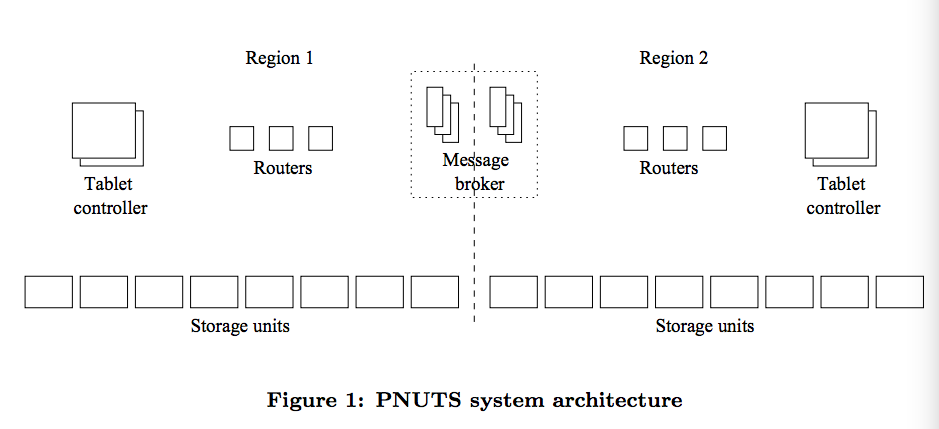 Region 1
Region 2
Message
broker
Routers
Routers
Tablet
controller
Tablet
controller
Storage units
Storage units
Figure 1: PNUTS system architecture